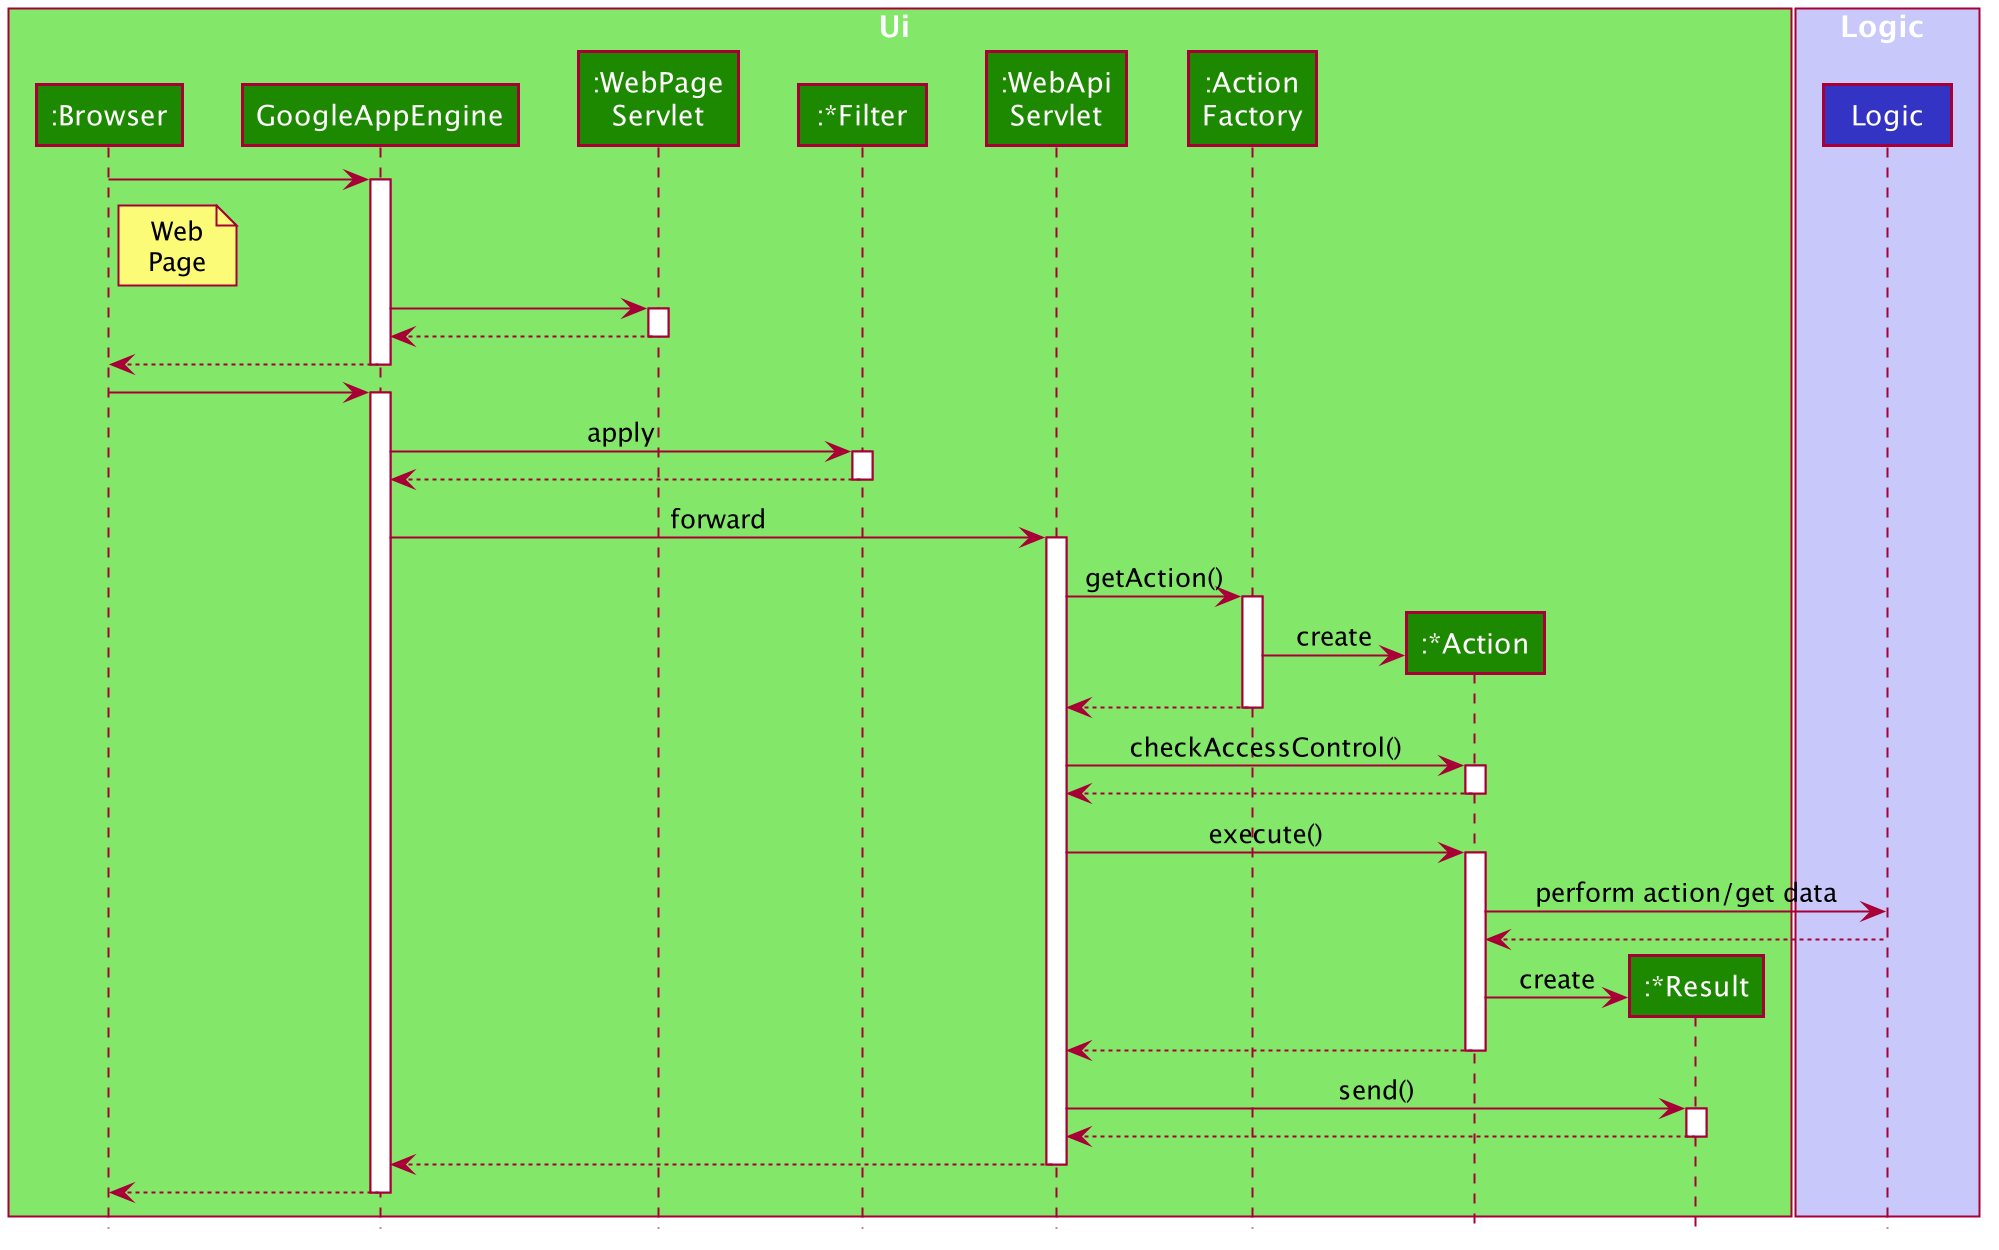 Ui
Logic
:WebPage
Servlet
:WebApi
Servlet
:Action
Factory
:Browser
GoogleAppEngine
:*Filter
Logic
Web
Page
apply
forward
getAction()
create
:*Action
checkAccessControl()
execute()
perform action/get data
create
:*Result
send()